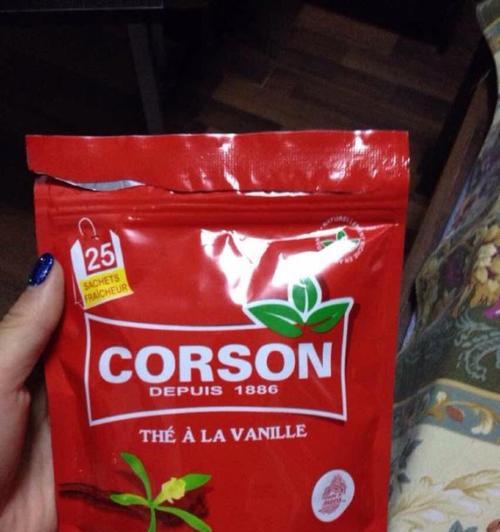 25
SACHETS
FRAÎCHEUR
CORSON
DEPUIS 1886
THÉ À LA VANILLE